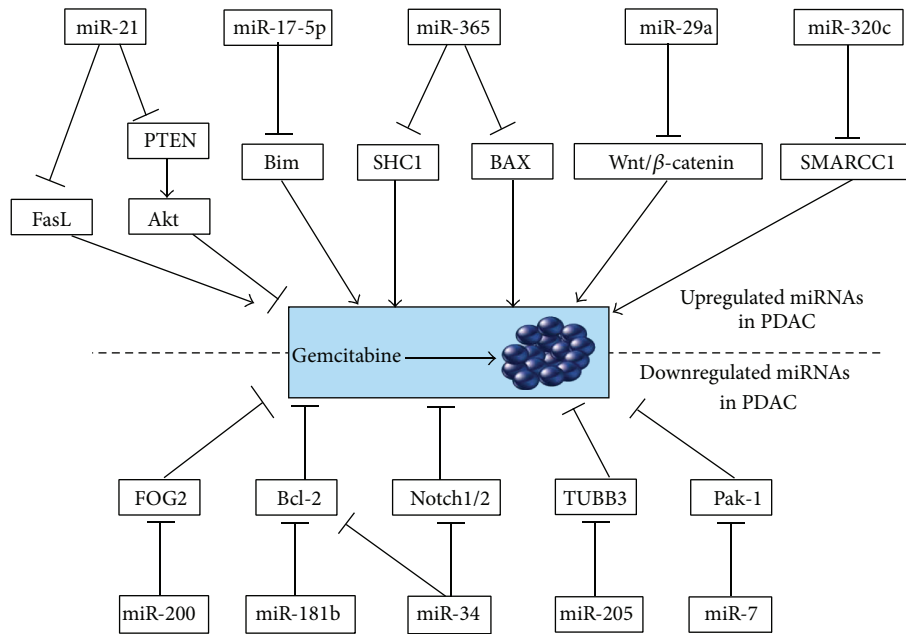 miR-21
miR-17-5p
miR-365
miR-29a
miR-320c
PTEN
Bim
SHC1
BAX
Wnt/β-catenin
SMARCC1
FasL
Akt
Upregulated miRNAs
in PDAC
Gemcitabine
Downregulated miRNAs
in PDAC
FOG2
Bcl-2
Notch1/2
TUBB3
Pak-1
miR-200
miR-181b
miR-34
miR-205
miR-7